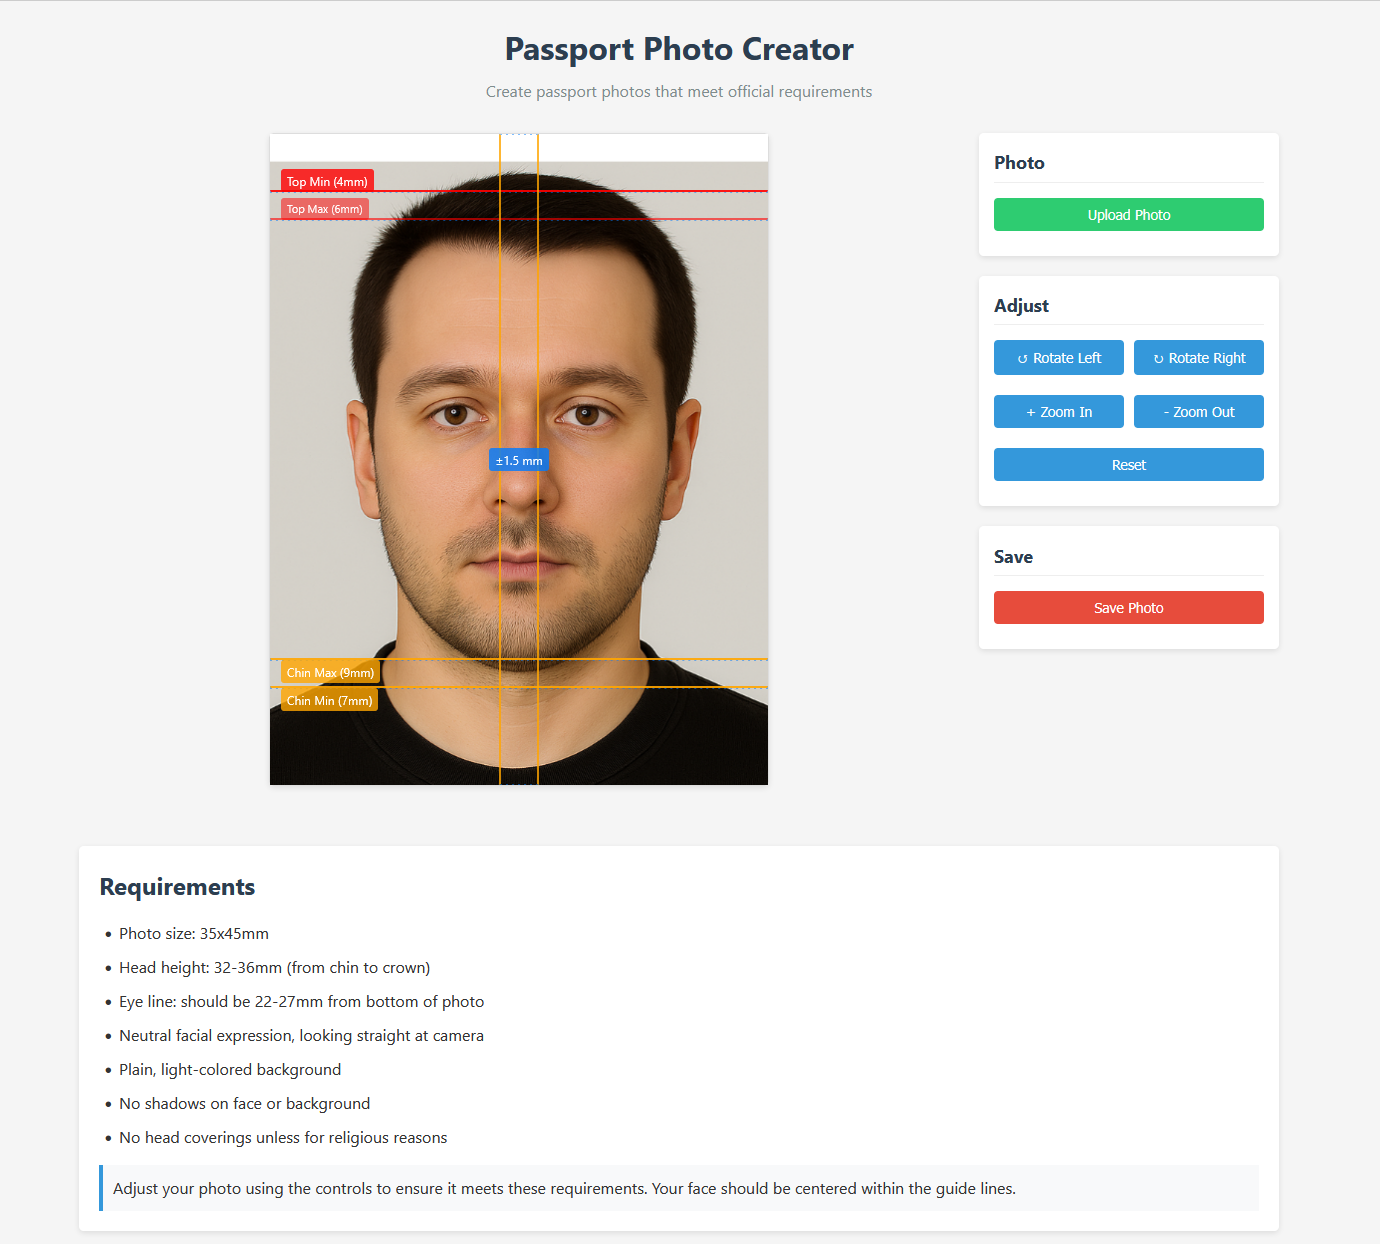 Passport Photo Creator
Create passport photos that meet official requirements
Top Min (4mm)
Top Max (6mm)
±1.5 mm
Chin Max (9mm)
Chin Min (7mm)
Photo
Upload Photo
Adjust
↺ Rotate Left
↻ Rotate Right
+ Zoom In
- Zoom Out
Reset
Save
Save Photo
Requirements
• Photo size: 35x45mm
• Head height: 32-36mm (from chin to crown)
• Eye line: should be 22-27mm from bottom of photo
• Neutral facial expression, looking straight at camera
• Plain, light-colored background
• No shadows on face or background
• No head coverings unless for religious reasons
Adjust your photo using the controls to ensure it meets these requirements. Your face should be centered within the guide lines.